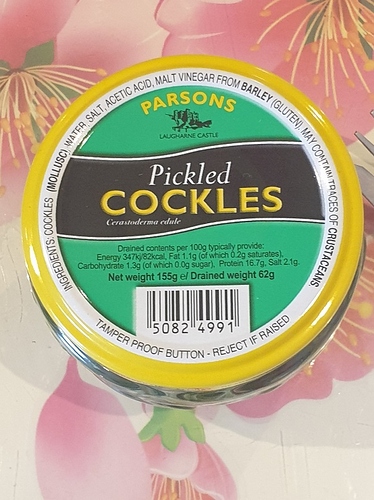 INGREDIENTS: COCKLES (MOLLUSC), WATER, SALT, ACETIC ACID, MALT VINEGAR FROM BARLEY (GLUTEN). MAY CONTAIN TRACES OF CRUSTACEANS
PARSONS
LAUGHARNE CASTLE
Pickled
COCKLES
Cerastoderma edule
Drained contents per 100g typically provide:
Energy 347kj/82kcal, Fat 1.1g (of which 0.2g saturates),
Carbohydrate 1.3g (of which 0.0g sugar), Protein 16.7g, Salt 2.1g.
Net weight 155g e/ Drained weight 62g
5082 4991
TAMPER PROOF BUTTON - REJECT IF RAISED